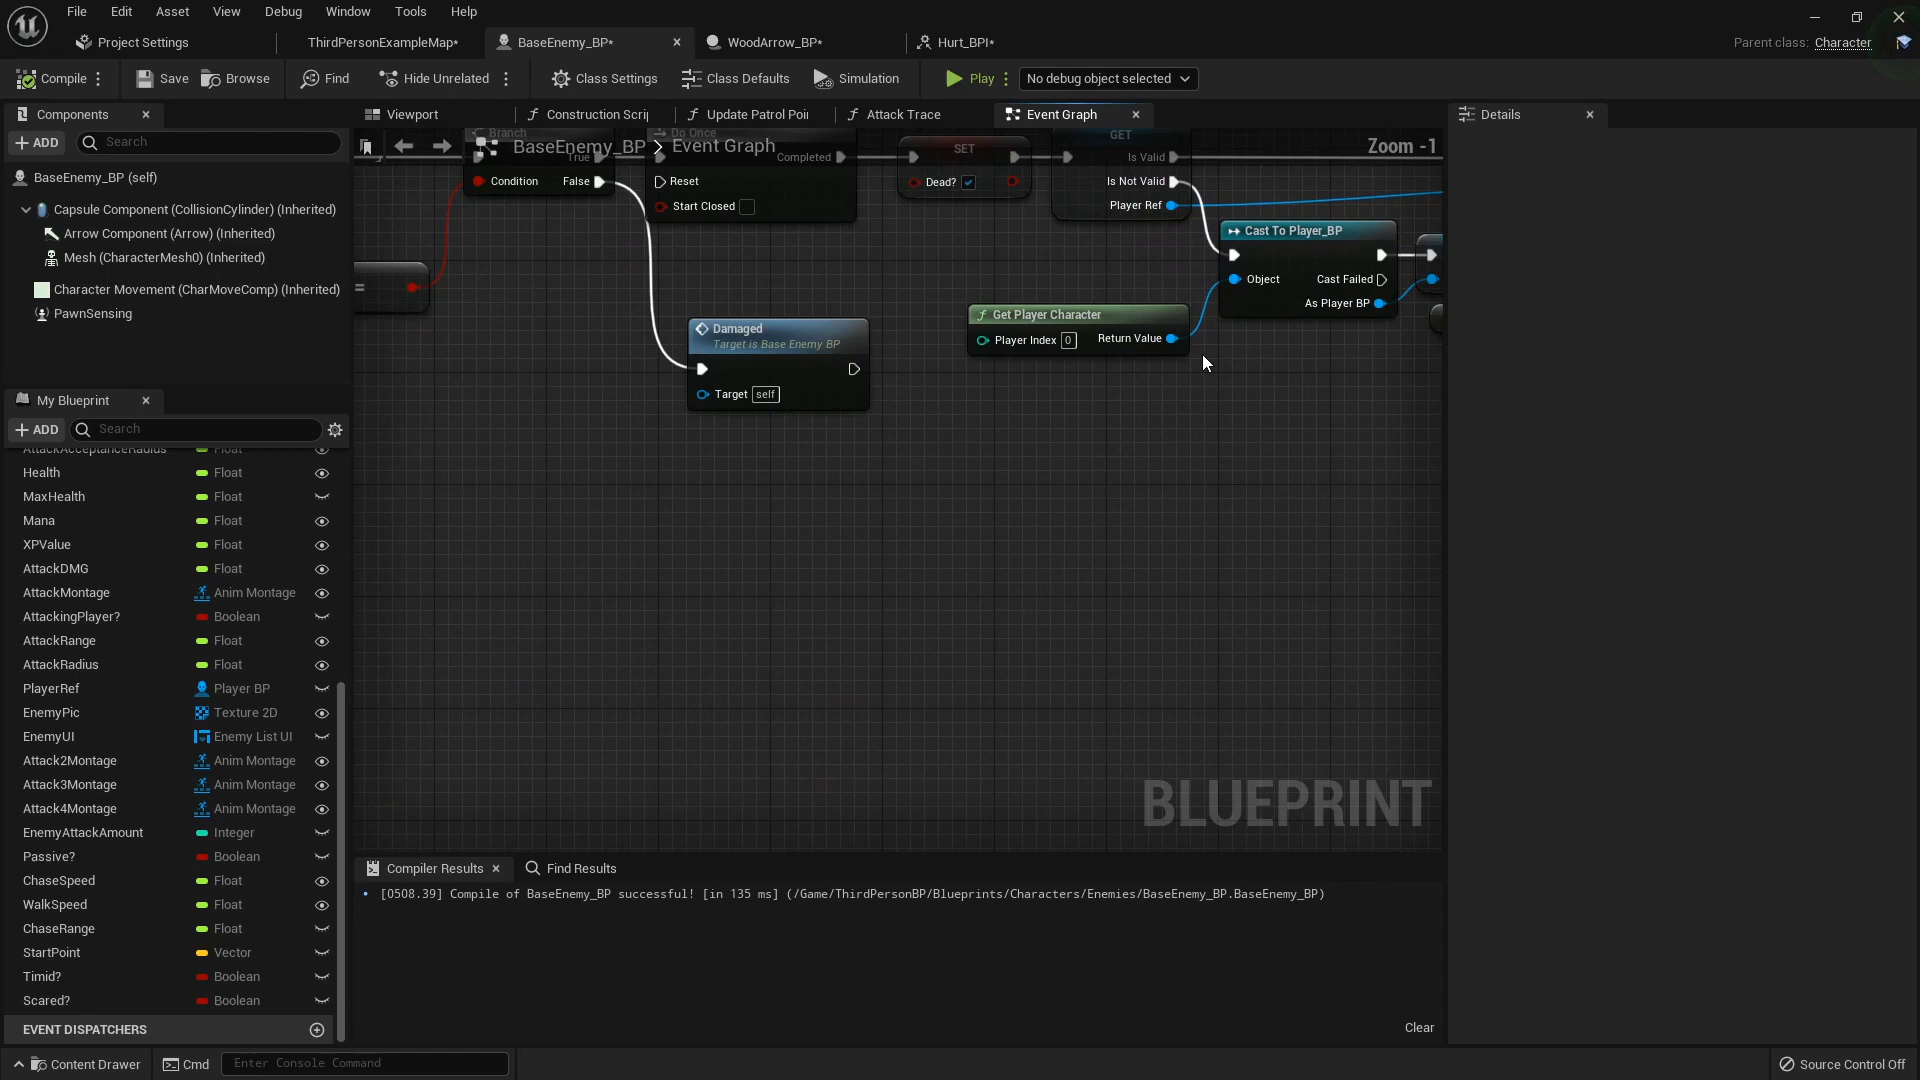 File Edit Asset View Debug Window Tools Help
Project Settings ThirdPersonExampleMap* BaseEnemy_BP* WoodArrow_BP* Hurt_BPI* Parent class: Character
Compile Save Browse Find Hide Unrelated Class Settings Class Defaults Simulation Play No debug object selected
Components Viewport Construction Scrip Update Patrol Poi Attack Trace Event Graph Details
ADD Search
BaseEnemy_BP > Event Graph
Zoom -1
Branch
True
Condition False
Do Once
Completed
Reset
Start Closed
SET
Dead?
GET
Is Valid
Is Not Valid
Player Ref
Cast To Player_BP
Object Cast Failed
As Player BP
Get Player Character
Player Index 0 Return Value
Damaged
Target is Base Enemy BP
Target self
=
BaseEnemy_BP (self)
Capsule Component (CollisionCylinder) (Inherited)
Arrow Component (Arrow) (Inherited)
Mesh (CharacterMesh0) (Inherited)
Character Movement (CharMoveComp) (Inherited)
PawnSensing
My Blueprint
ADD Search
AttackAcceptanceRadius Float
Health Float
MaxHealth Float
Mana Float
XPValue Float
AttackDMG Float
AttackMontage Anim Montage
AttackingPlayer? Boolean
AttackRange Float
AttackRadius Float
PlayerRef Player BP
EnemyPic Texture 2D
EnemyUI Enemy List UI
Attack2Montage Anim Montage
Attack3Montage Anim Montage
Attack4Montage Anim Montage
EnemyAttackAmount Integer
Passive? Boolean
ChaseSpeed Float
WalkSpeed Float
ChaseRange Float
StartPoint Vector
Timid? Boolean
Scared? Boolean
EVENT DISPATCHERS
BLUEPRINT
Compiler Results Find Results
[0508.39] Compile of BaseEnemy_BP successful! [in 135 ms] (/Game/ThirdPersonBP/Blueprints/Characters/Enemies/BaseEnemy_BP.BaseEnemy_BP)
Clear
Content Drawer Cmd Enter Console Command Source Control Off